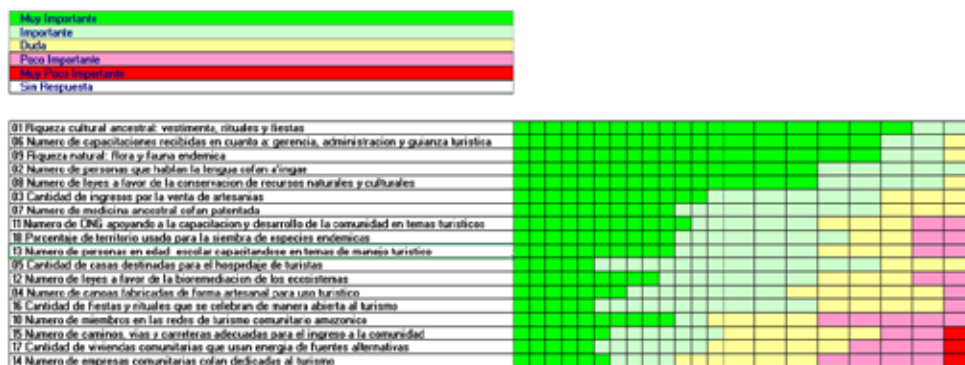 Muy Importante
Importante
Duda
Poco Importante
Muy Poco Importante
Sin Respuesta
01 Riqueza cultural ancestral: vestimenta, rituales y fiestas
06 Numero de capacitaciones recibidas en cuanto a: gerencia, administracion y guianza turistica
09 Riqueza natural: flora y fauna endemica
02 Numero de personas que hablan la lengua cofan a'ingae
08 Numero de leyes a favor de la conservacion de recursos naturales y culturales
03 Cantidad de ingresos por la venta de artesanias
07 Numero de medicina ancestral cofan patentada
11 Numero de ONG apoyando a la capacitacion y desarrollo de la comunidad en temas turisticos
18 Porcentaje de territorio usado para la siembra de especies endemicas
13 Numero de personas en edad escolar capacitandose en temas de manejo turistico
05 Cantidad de casas destinadas para el hospedaje de turistas
12 Numero de leyes a favor de la bioremediacion de los ecosistemas
04 Numero de canoas fabricadas de forma artesanal para uso turistico
16 Cantidad de fiestas y rituales que se celebran de manera abierta al turismo
10 Numero de miembros en las redes de turismo comunitario amazonico
15 Numero de caminos, vias y carreteras adecuadas para el ingreso a la comunidad
17 Cantidad de viviendas comunitarias que usan energia de fuentes alternativas
14 Numero de empresas comunitarias cofan dedicadas al turismo